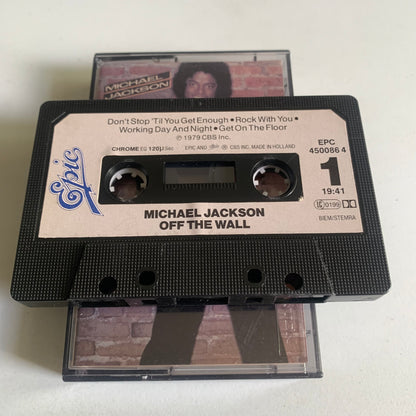 MICHAEL
JACKSON
Don't Stop 'Til You Get Enough • Rock With You •
Working Day And Night • Get On The Floor
℗ 1979 CBS Inc.
EPC
450086 4
CHROME EQ 120µSec
EPIC AND
CBS INC. MADE IN HOLLAND
1
19:41
Epic
MICHAEL JACKSON
OFF THE WALL
0199
BIEM/STEMRA